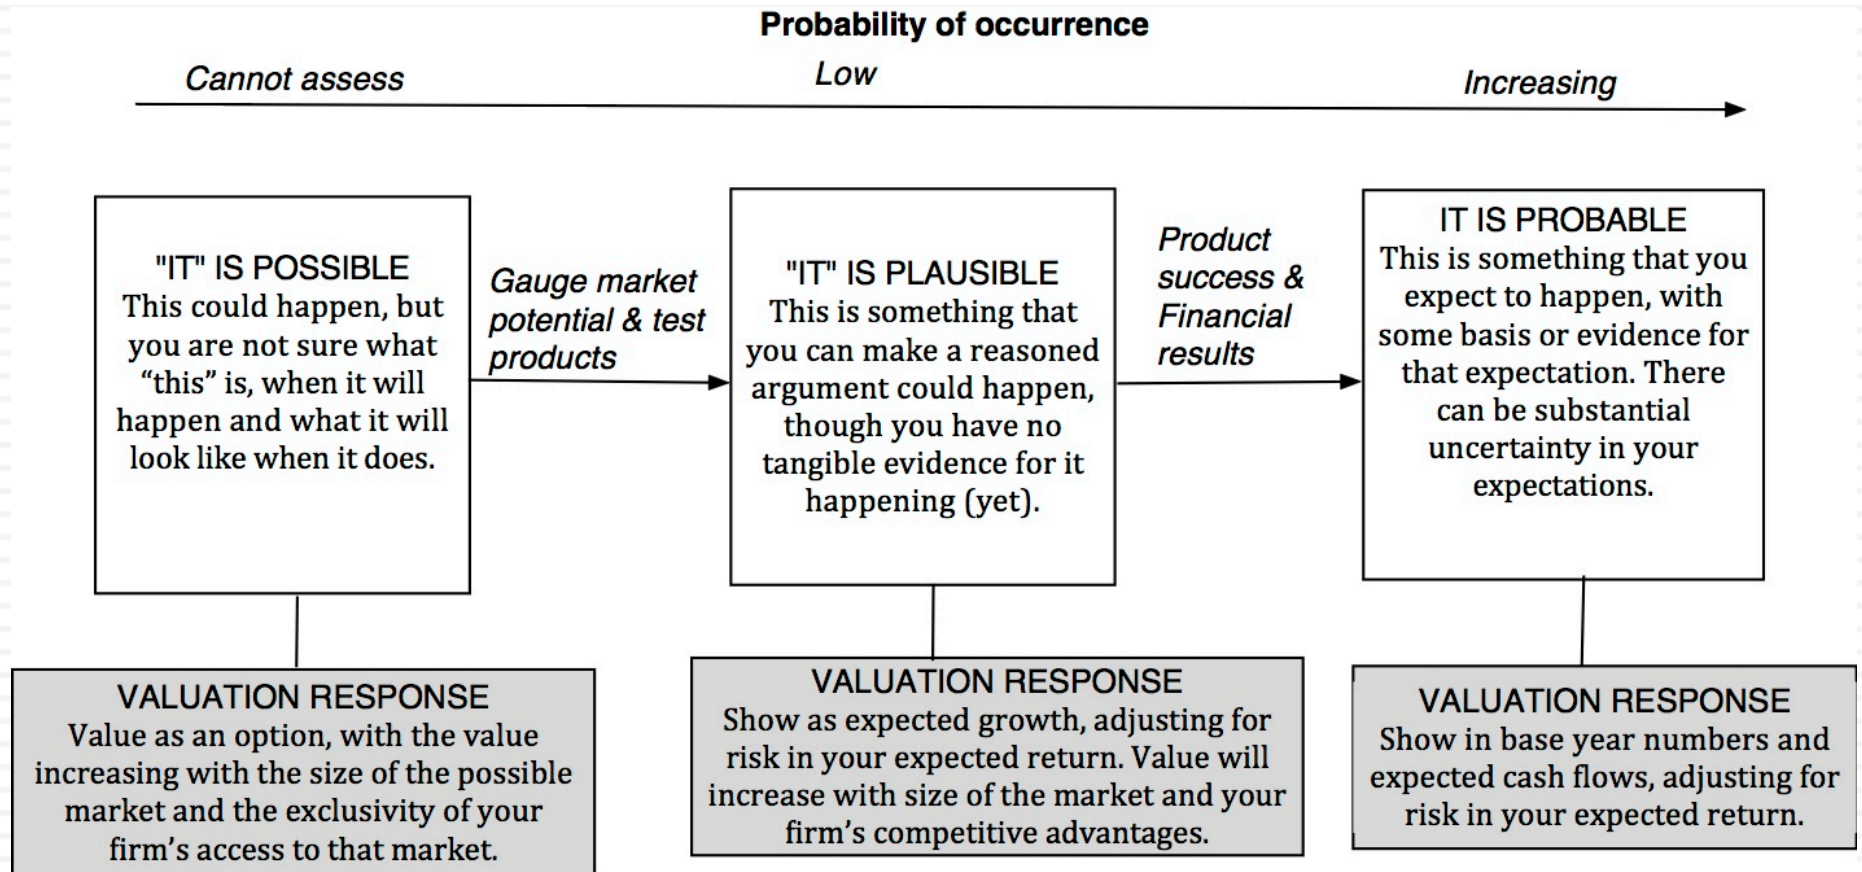 Probability of occurrence
Cannot assess
Low
Increasing
"IT" IS POSSIBLE
This could happen, but
you are not sure what
“this” is, when it will
happen and what it will
look like when it does.
Gauge market
potential & test
products
"IT" IS PLAUSIBLE
This is something that
you can make a reasoned
argument could happen,
though you have no
tangible evidence for it
happening (yet).
Product
success &
Financial
results
IT IS PROBABLE
This is something that you
expect to happen, with
some basis or evidence for
that expectation. There
can be substantial
uncertainty in your
expectations.
VALUATION RESPONSE
Value as an option, with the value
increasing with the size of the possible
market and the exclusivity of your
firm’s access to that market.
VALUATION RESPONSE
Show as expected growth, adjusting for
risk in your expected return. Value will
increase with size of the market and your
firm’s competitive advantages.
VALUATION RESPONSE
Show in base year numbers and
expected cash flows, adjusting for
risk in your expected return.